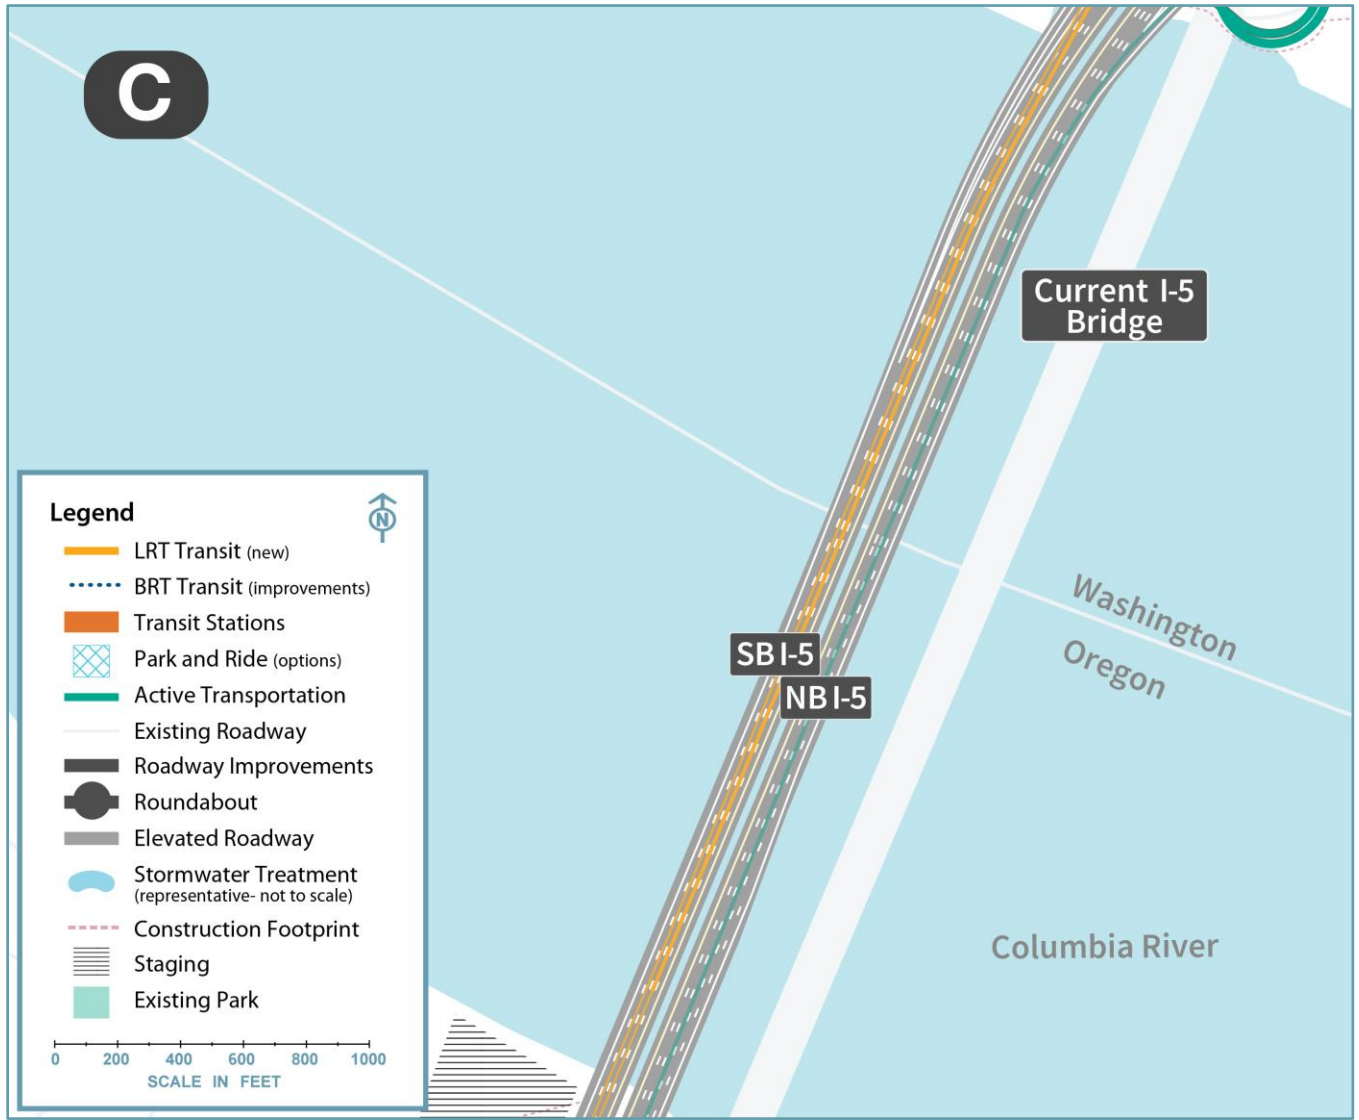 C
Current I-5
Bridge
Washington
Oregon
SB I-5
NB I-5
Columbia River
Legend
N
LRT Transit (new)
BRT Transit (improvements)
Transit Stations
Park and Ride (options)
Active Transportation
Existing Roadway
Roadway Improvements
Roundabout
Elevated Roadway
Stormwater Treatment
(representative- not to scale)
Construction Footprint
Staging
Existing Park
0 200 400 600 800 1000
SCALE IN FEET